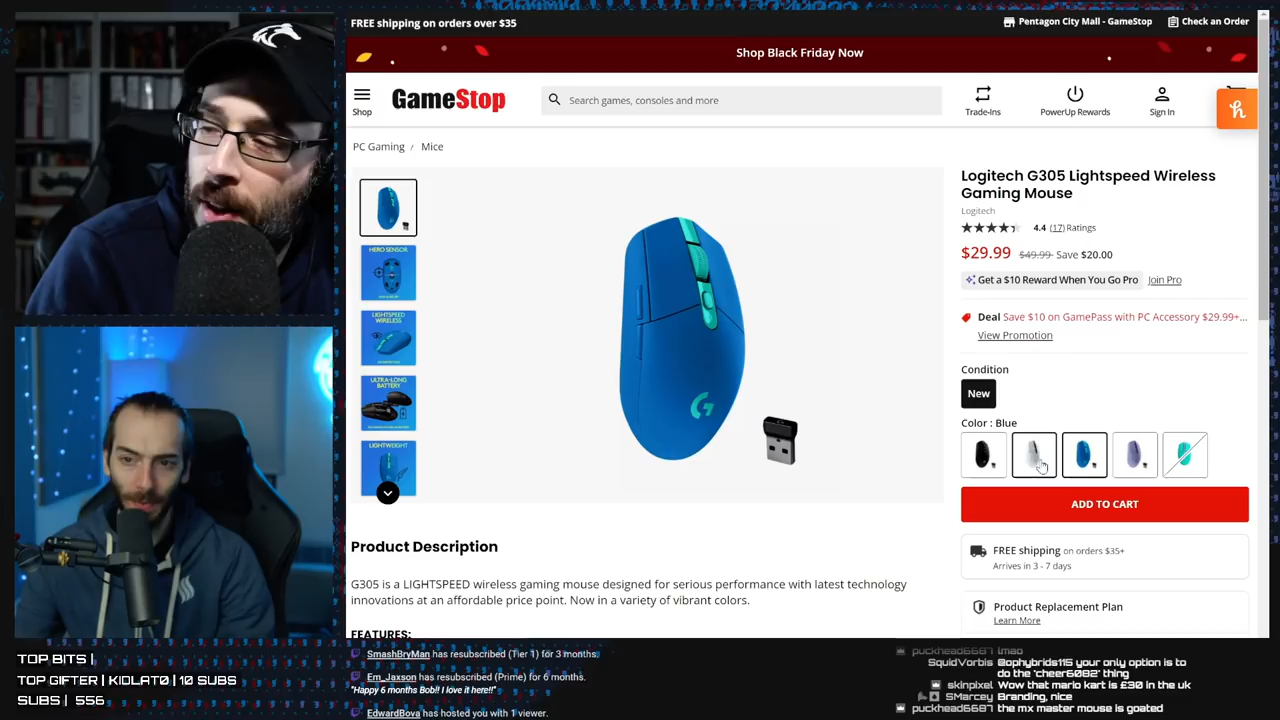 FREE shipping on orders over $35
Pentagon City Mall - GameStop
Check an Order
Shop Black Friday Now
Shop
GameStop
Search games, consoles and more
Trade-Ins
PowerUp Rewards
Sign In
h
PC Gaming / Mice
HERO SENSOR
LIGHTSPEED
WIRELESS
ULTRA-LONG
BATTERY
LIGHTWEIGHT
G
Logitech G305 Lightspeed Wireless
Gaming Mouse
Logitech
4.4 (17) Ratings
$29.99 $49.99 Save $20.00
Get a $10 Reward When You Go Pro Join Pro
Deal Save $10 on GamePass with PC Accessory $29.99+...
View Promotion
Condition
New
Color : Blue
ADD TO CART
FREE shipping on orders $35+
Arrives in 3 - 7 days
Product Replacement Plan
Learn More
Product Description
G305 is a LIGHTSPEED wireless gaming mouse designed for serious performance with latest technology
innovations at an affordable price point. Now in a variety of vibrant colors.
FEATURES:
TOP BITS |
TOP GIFTER | KIDLAT0 | 10 SUBS
SUBS | 556
SmashBryMan has resubscribed (Tier 1) for 3 months.
Em_Jaxson has resubscribed (Prime) for 6 months.
"Happy 6 months Bob!! I love it here!!"
EdwardBova has hosted you with 1 viewer.
puckhead6687 lmao
SquidVorbis @ophybrids115 your only option is to
do the 'cheer6082' thing
skinpixel Wow that mario kart is £30 in the uk
SMarcey Branding, nice
puckhead6687 the mx master mouse is goated